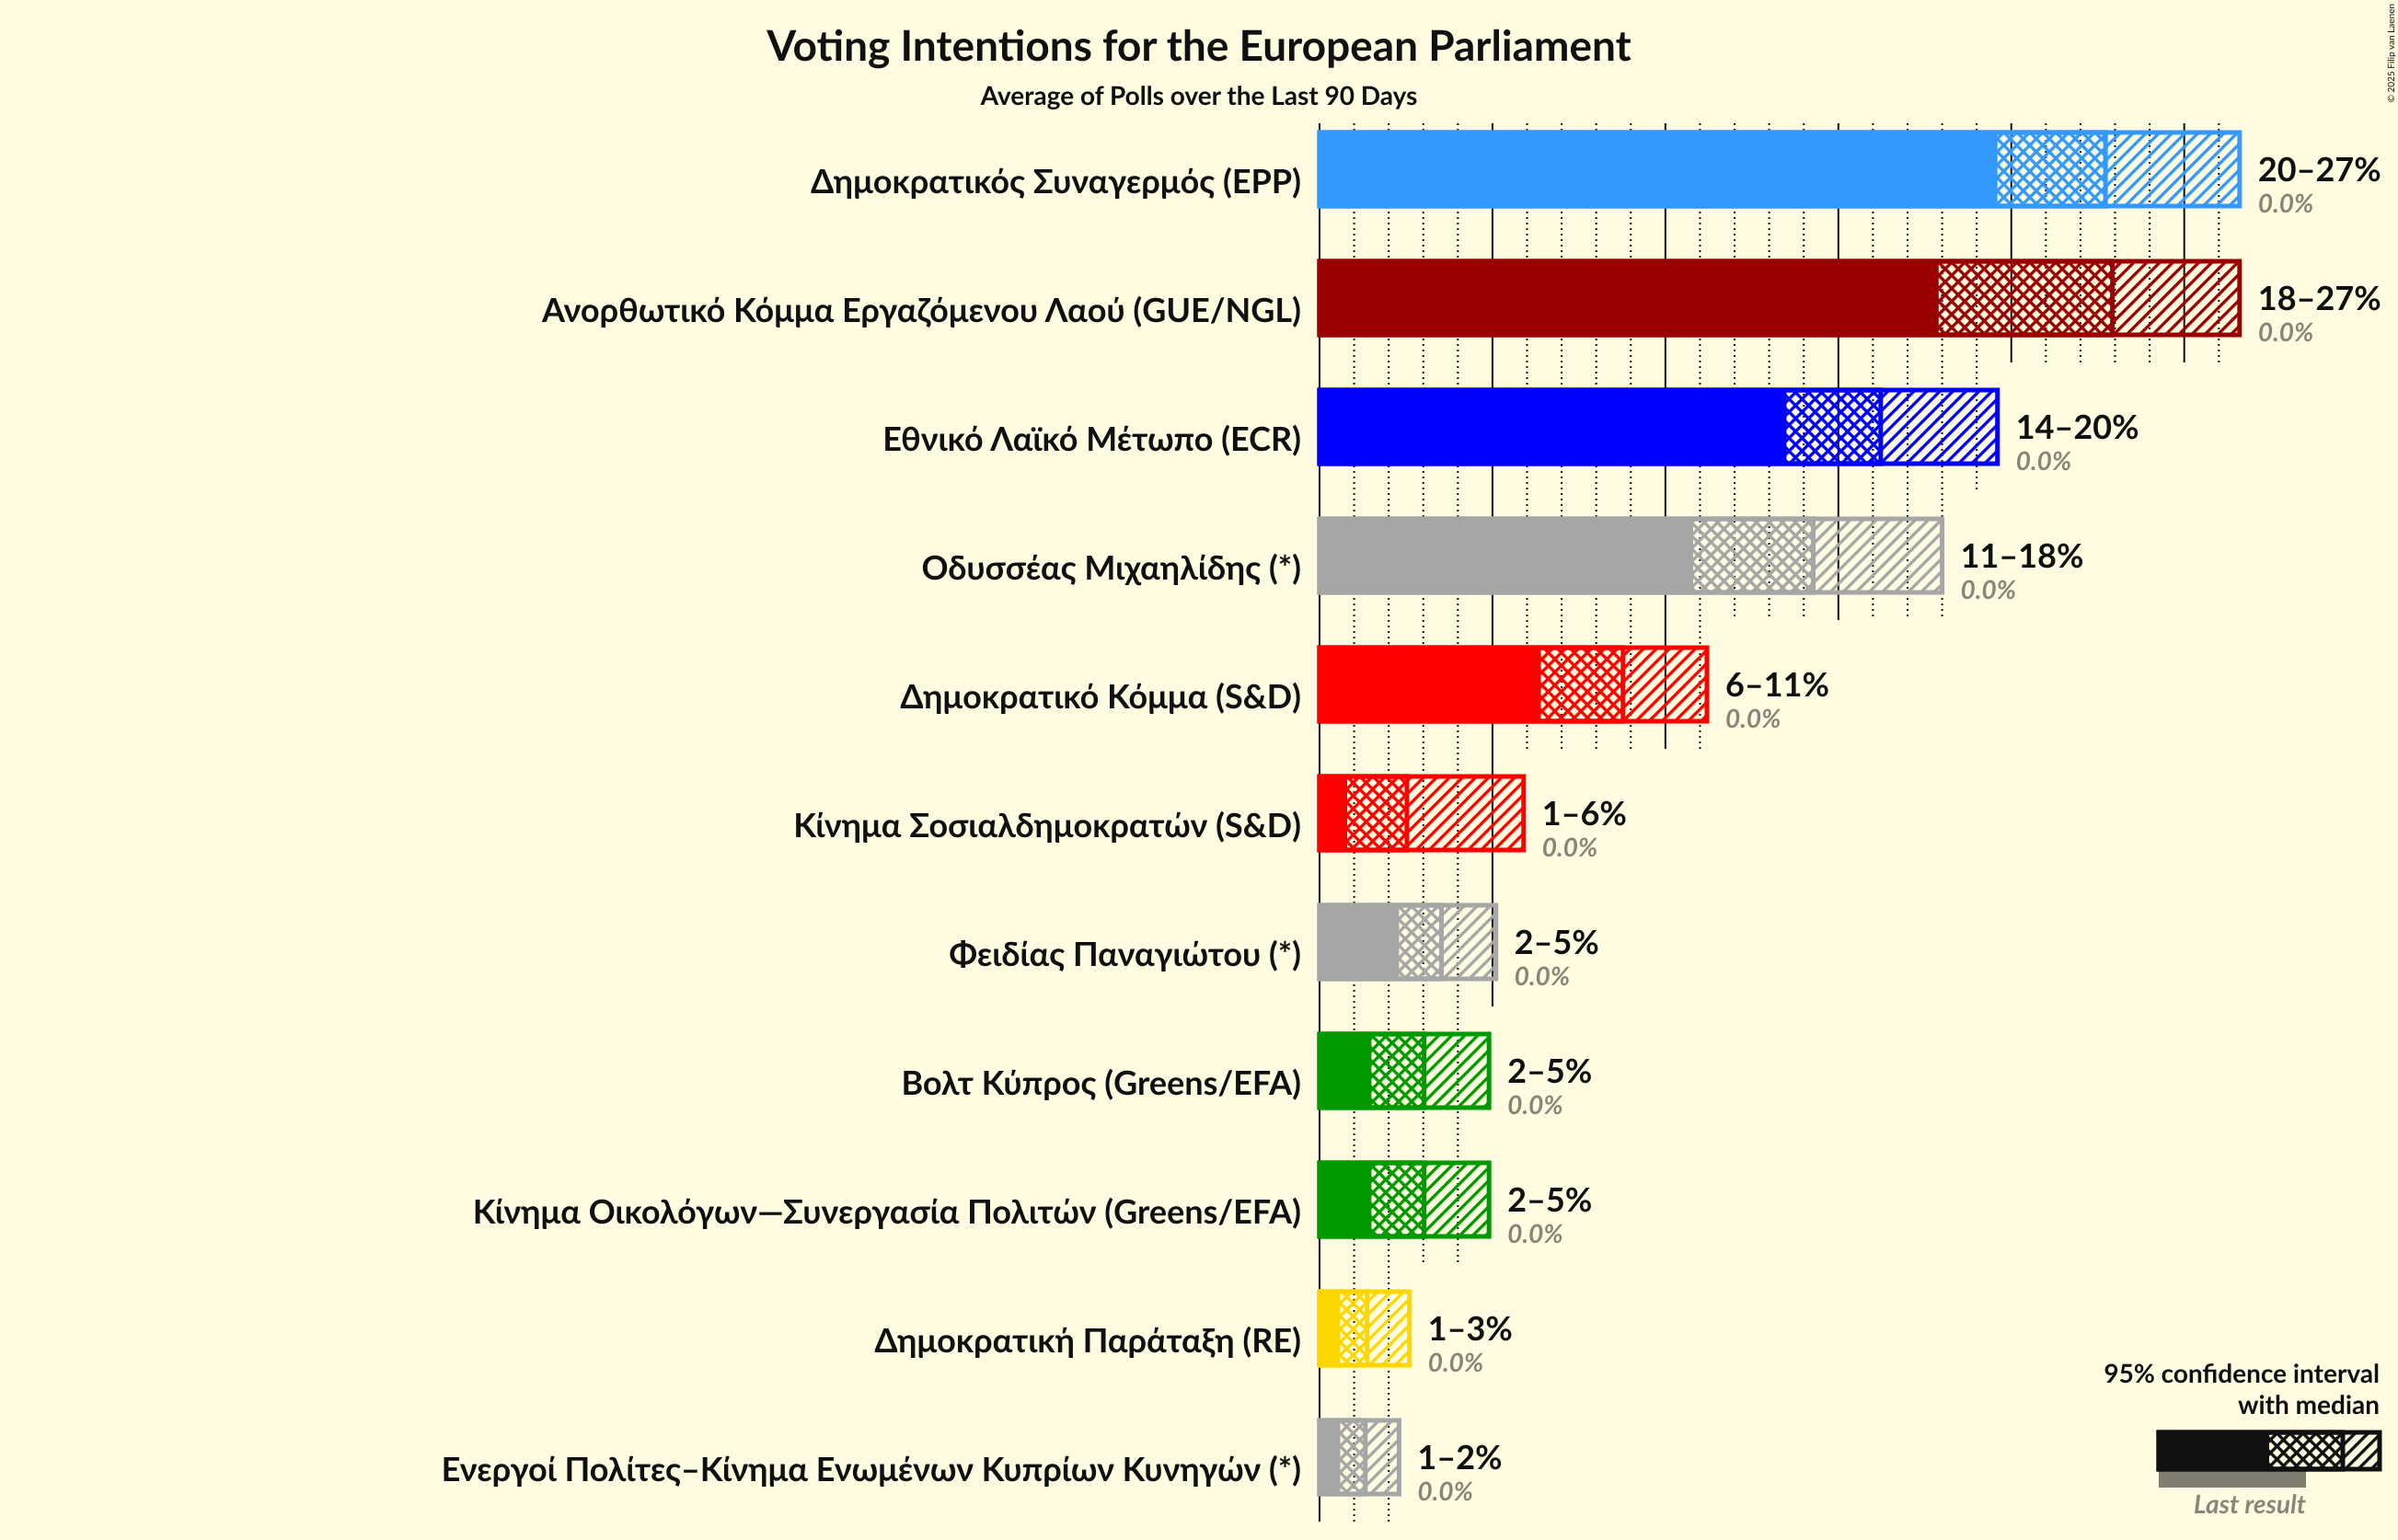 Voting Intentions for the European Parliament
Average of Polls over the Last 90 Days
© 2025 Filip van Laenen
Δημοκρατικός Συναγερμός (EPP)
20–27%
0.0%
Ανορθωτικό Κόμμα Εργαζόμενου Λαού (GUE/NGL)
18–27%
0.0%
Εθνικό Λαϊκό Μέτωπο (ECR)
14–20%
0.0%
Οδυσσέας Μιχαηλίδης (*)
11–18%
0.0%
Δημοκρατικό Κόμμα (S&D)
6–11%
0.0%
Κίνημα Σοσιαλδημοκρατών (S&D)
1–6%
0.0%
Φειδίας Παναγιώτου (*)
2–5%
0.0%
Βολτ Κύπρος (Greens/EFA)
2–5%
0.0%
Κίνημα Οικολόγων—Συνεργασία Πολιτών (Greens/EFA)
2–5%
0.0%
Δημοκρατική Παράταξη (RE)
1–3%
0.0%
Ενεργοί Πολίτες–Κίνημα Ενωμένων Κυπρίων Κυνηγών (*)
1–2%
0.0%
95% confidence interval
with median
Last result